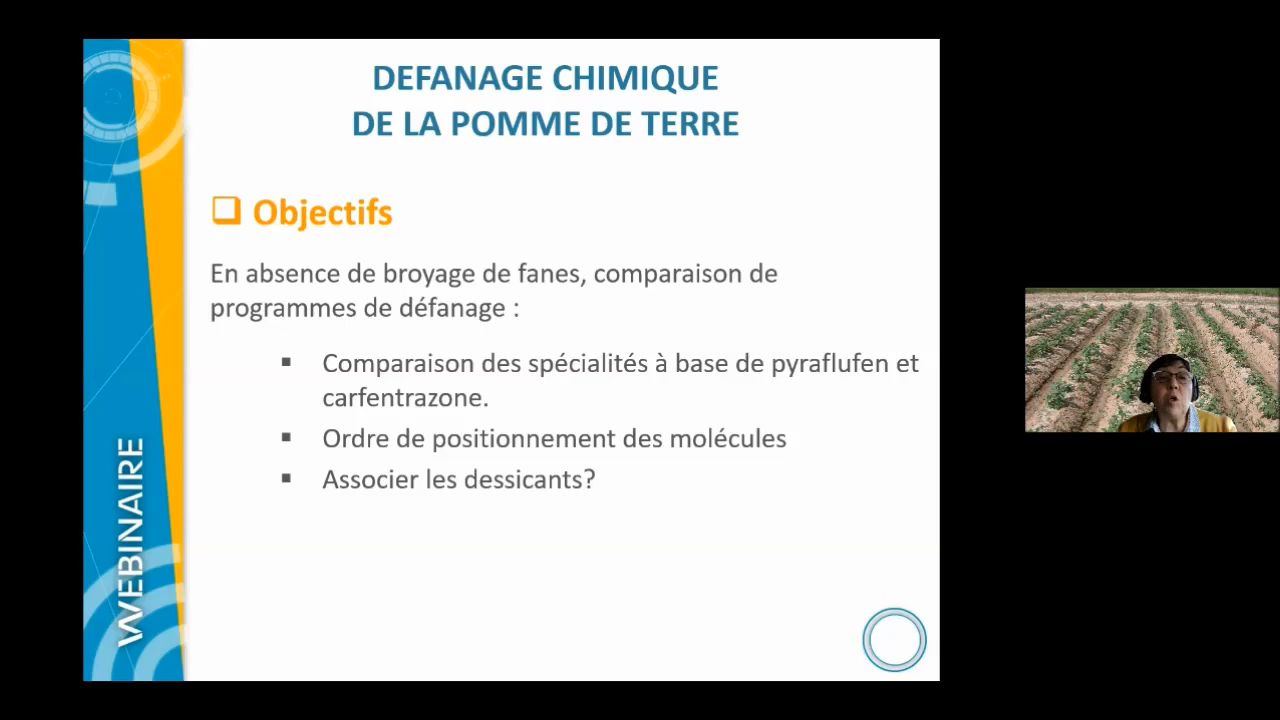 DEFANAGE CHIMIQUE
DE LA POMME DE TERRE
Objectifs
En absence de broyage de fanes, comparaison de
programmes de défanage :
Comparaison des spécialités à base de pyraflufen et
carfentrazone.
Ordre de positionnement des molécules
Associer les dessicants?
WEBINAIRE